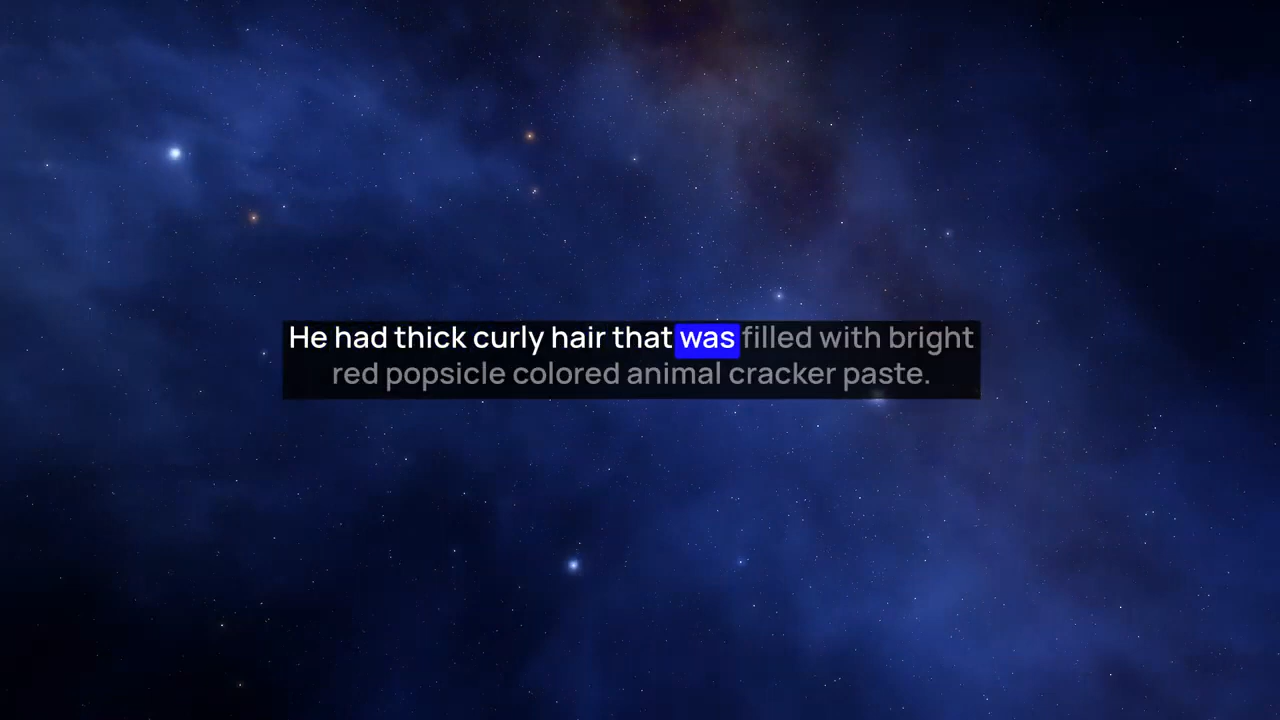 He had thick curly hair that was filled with bright
red popsicle colored animal cracker paste.